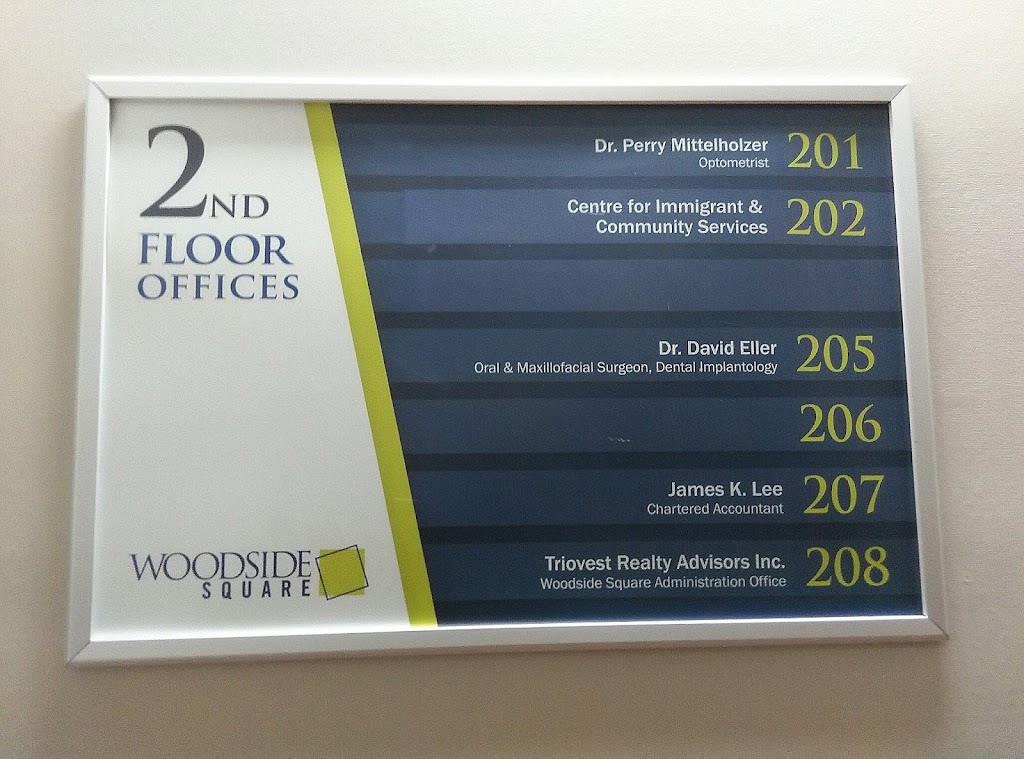 2ND
FLOOR
OFFICES
Dr. Perry Mittelholzer 201
Optometrist
Centre for Immigrant & 202
Community Services
Dr. David Eller 205
Oral & Maxillofacial Surgeon, Dental Implantology
206
James K. Lee 207
Chartered Accountant
Triovest Realty Advisors Inc. 208
Woodside Square Administration Office
WOODSIDE
SQUARE